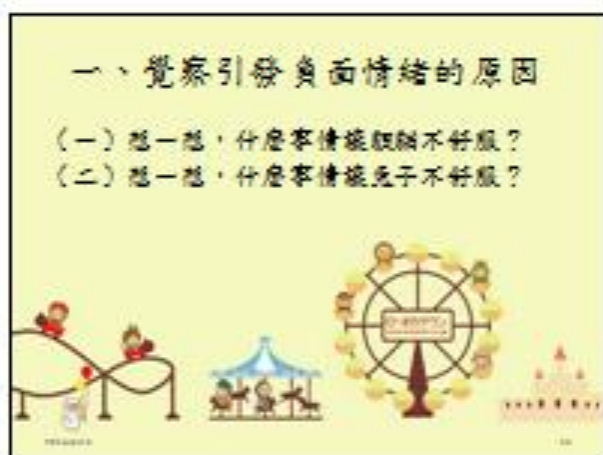 一、覺察引發負面情緒的原因
(一)想一想,什麼事情讓貓不舒服?
(二)想一想,什麼事情讓兔子不舒服?